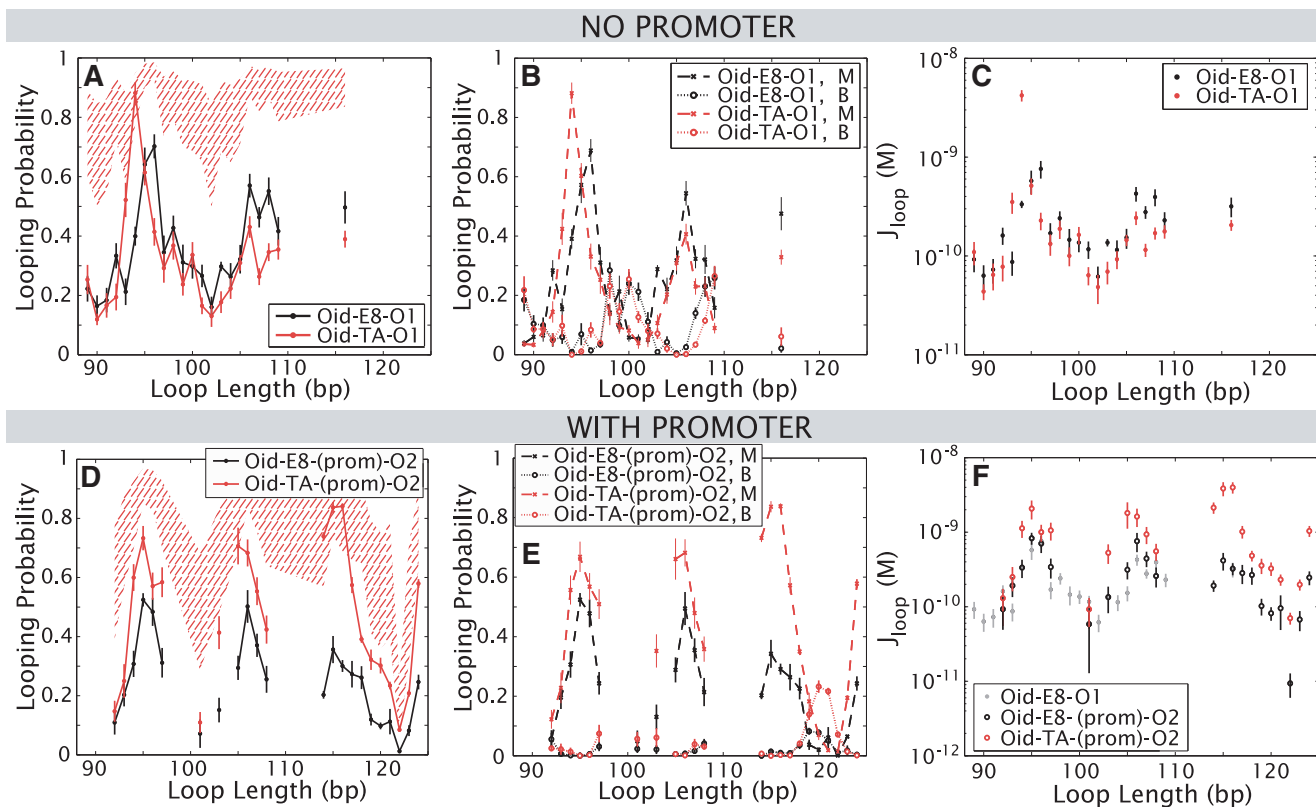 NO PROMOTER
A
Looping Probability
1
0.8
0.6
0.4
0.2
0
Oid-E8-O1
Oid-TA-O1
90 100 110 120
Loop Length (bp)
B
Looping Probability
1
0.8
0.6
0.4
0.2
0
Oid-E8-O1, M
Oid-E8-O1, B
Oid-TA-O1, M
Oid-TA-O1, B
90 100 110 120
Loop Length (bp)
C
J_loop (M)
10^-8
10^-9
10^-10
10^-11
Oid-E8-O1
Oid-TA-O1
90 100 110 120
Loop Length (bp)
WITH PROMOTER
D
Looping Probability
1
0.8
0.6
0.4
0.2
0
Oid-E8-(prom)-O2
Oid-TA-(prom)-O2
90 100 110 120
Loop Length (bp)
E
Looping Probability
1
0.8
0.6
0.4
0.2
0
Oid-E8-(prom)-O2, M
Oid-E8-(prom)-O2, B
Oid-TA-(prom)-O2, M
Oid-TA-(prom)-O2, B
90 100 110 120
Loop Length (bp)
F
J_loop (M)
10^-8
10^-9
10^-10
10^-11
10^-12
Oid-E8-O1
Oid-E8-(prom)-O2
Oid-TA-(prom)-O2
90 100 110 120
Loop Length (bp)